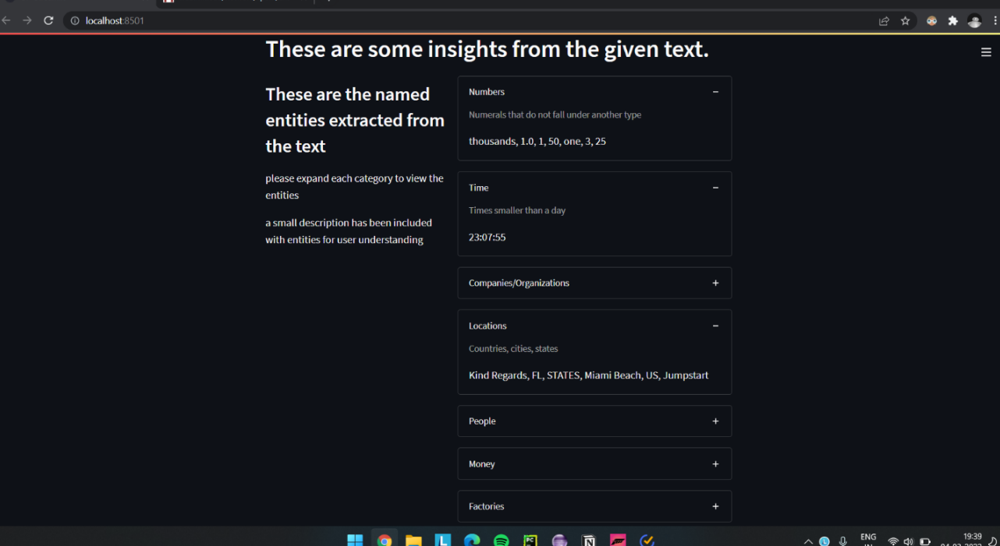 localhost:8501
These are some insights from the given text.
These are the named
entities extracted from
the text
please expand each category to view the
entities
a small description has been included
with entities for user understanding
Numbers
Numerals that do not fall under another type
thousands, 1.0, 1, 50, one, 3, 25
Time
Times smaller than a day
23:07:55
Companies/Organizations
Locations
Countries, cities, states
Kind Regards, FL, STATES, Miami Beach, US, Jumpstart
People
Money
Factories
ENG
IN
19:39